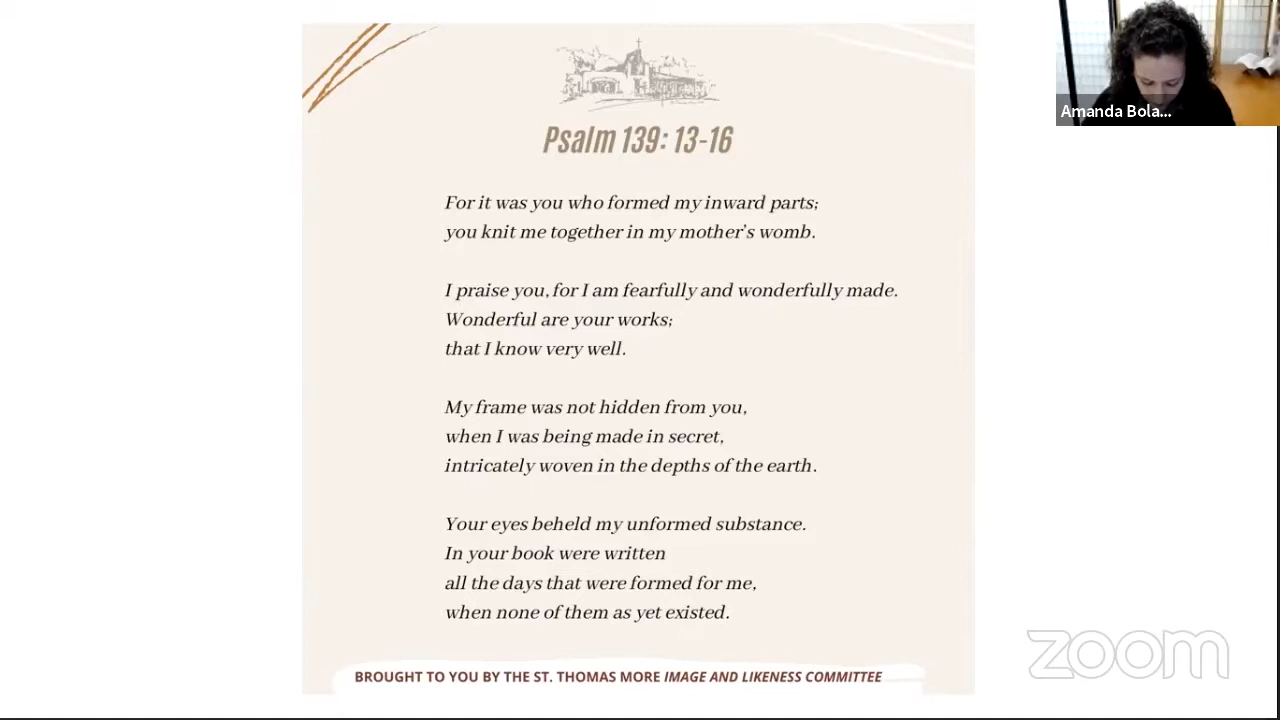 Amanda Bola...
Psalm 139: 13-16
For it was you who formed my inward parts;
you knit me together in my mother's womb.
I praise you, for I am fearfully and wonderfully made.
Wonderful are your works;
that I know very well.
My frame was not hidden from you,
when I was being made in secret,
intricately woven in the depths of the earth.
Your eyes beheld my unformed substance.
In your book were written
all the days that were formed for me,
when none of them as yet existed.
zoom
BROUGHT TO YOU BY THE ST. THOMAS MORE IMAGE AND LIKENESS COMMITTEE